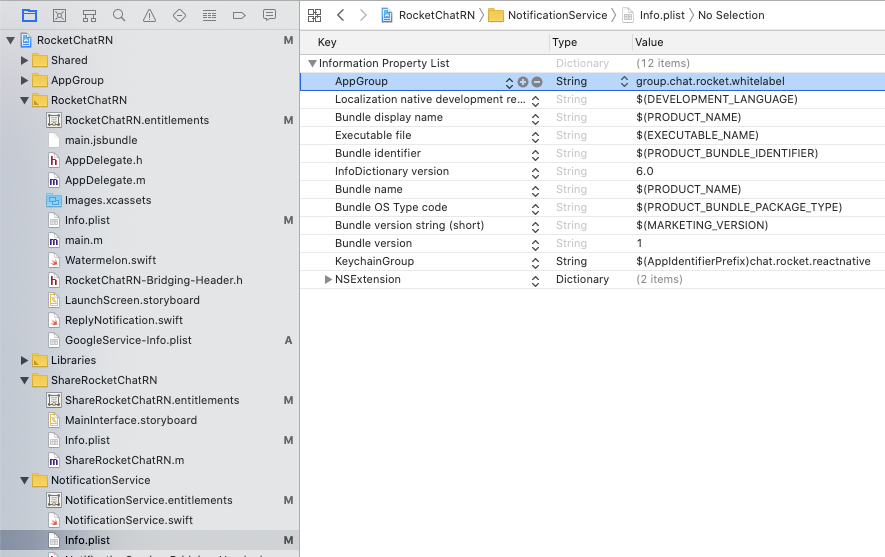 RocketChatRN M
Shared
AppGroup
RocketChatRN
RocketChatRN.entitlements M
main.jsbundle
AppDelegate.h
AppDelegate.m
Images.xcassets
Info.plist M
main.m
Watermelon.swift
RocketChatRN-Bridging-Header.h
LaunchScreen.storyboard
ReplyNotification.swift
GoogleService-Info.plist A
Libraries
ShareRocketChatRN
ShareRocketChatRN.entitlements M
MainInterface.storyboard
Info.plist M
ShareRocketChatRN.m
NotificationService
NotificationService.entitlements M
NotificationService.swift
Info.plist M
RocketChatRN NotificationService Info.plist No Selection
Key Type Value
Information Property List Dictionary (12 items)
AppGroup String group.chat.rocket.whitelabel
Localization native development re... String $(DEVELOPMENT_LANGUAGE)
Bundle display name String $(PRODUCT_NAME)
Executable file String $(EXECUTABLE_NAME)
Bundle identifier String $(PRODUCT_BUNDLE_IDENTIFIER)
InfoDictionary version String 6.0
Bundle name String $(PRODUCT_NAME)
Bundle OS Type code String $(PRODUCT_BUNDLE_PACKAGE_TYPE)
Bundle version string (short) String $(MARKETING_VERSION)
Bundle version String 1
KeychainGroup String $(AppIdentifierPrefix)chat.rocket.reactnative
NSExtension Dictionary (2 items)